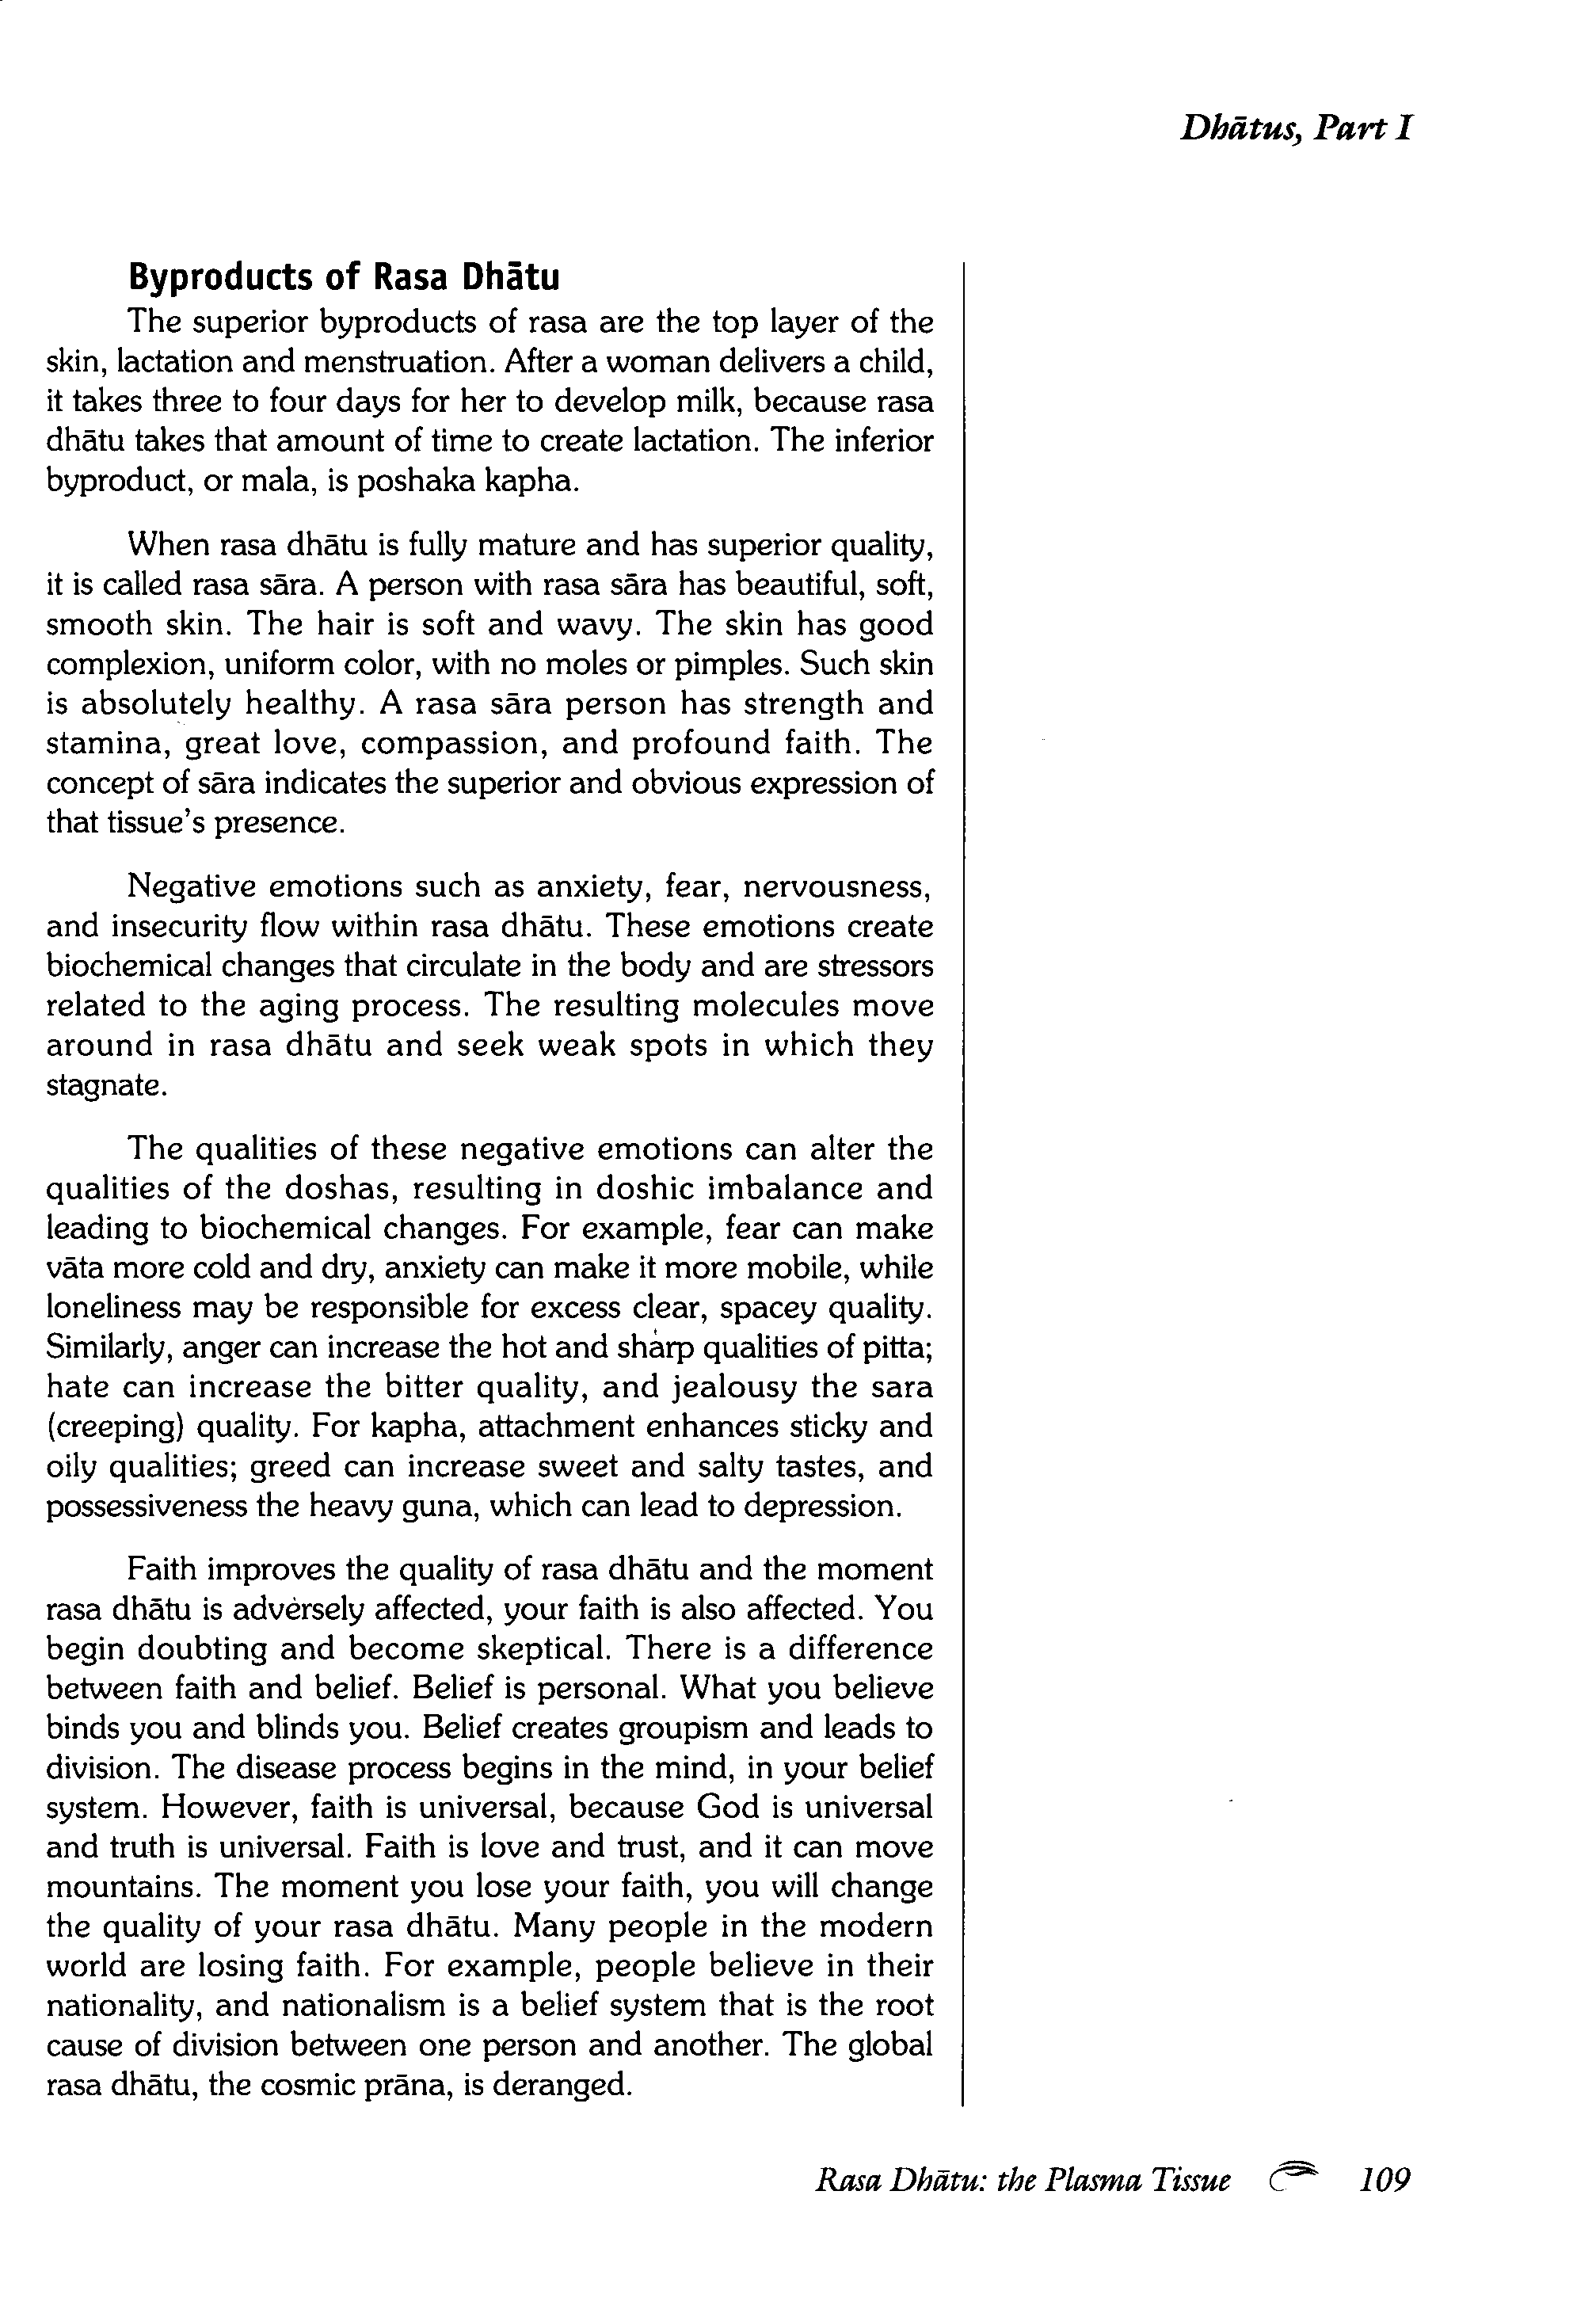 Dhātus, Part I
Byproducts of Rasa Dhātu
The superior byproducts of rasa are the top layer of the
skin, lactation and menstruation. After a woman delivers a child,
it takes three to four days for her to develop milk, because rasa
dhātu takes that amount of time to create lactation. The inferior
byproduct, or mala, is poshaka kapha.
When rasa dhātu is fully mature and has superior quality,
it is called rasa sāra. A person with rasa sāra has beautiful, soft,
smooth skin. The hair is soft and wavy. The skin has good
complexion, uniform color, with no moles or pimples. Such skin
is absolutely healthy. A rasa sāra person has strength and
stamina, great love, compassion, and profound faith. The
concept of sāra indicates the superior and obvious expression of
that tissue's presence.
Negative emotions such as anxiety, fear, nervousness,
and insecurity flow within rasa dhātu. These emotions create
biochemical changes that circulate in the body and are stressors
related to the aging process. The resulting molecules move
around in rasa dhātu and seek weak spots in which they
stagnate.
The qualities of these negative emotions can alter the
qualities of the doshas, resulting in doshic imbalance and
leading to biochemical changes. For example, fear can make
vāta more cold and dry, anxiety can make it more mobile, while
loneliness may be responsible for excess clear, spacey quality.
Similarly, anger can increase the hot and sharp qualities of pitta;
hate can increase the bitter quality, and jealousy the sara
(creeping) quality. For kapha, attachment enhances sticky and
oily qualities; greed can increase sweet and salty tastes, and
possessiveness the heavy guna, which can lead to depression.
Faith improves the quality of rasa dhātu and the moment
rasa dhātu is adversely affected, your faith is also affected. You
begin doubting and become skeptical. There is a difference
between faith and belief. Belief is personal. What you believe
binds you and blinds you. Belief creates groupism and leads to
division. The disease process begins in the mind, in your belief
system. However, faith is universal, because God is universal
and truth is universal. Faith is love and trust, and it can move
mountains. The moment you lose your faith, you will change
the quality of your rasa dhātu. Many people in the modern
world are losing faith. For example, people believe in their
nationality, and nationalism is a belief system that is the root
cause of division between one person and another. The global
rasa dhātu, the cosmic prāna, is deranged.
Rasa Dhātu: the Plasma Tissue 109